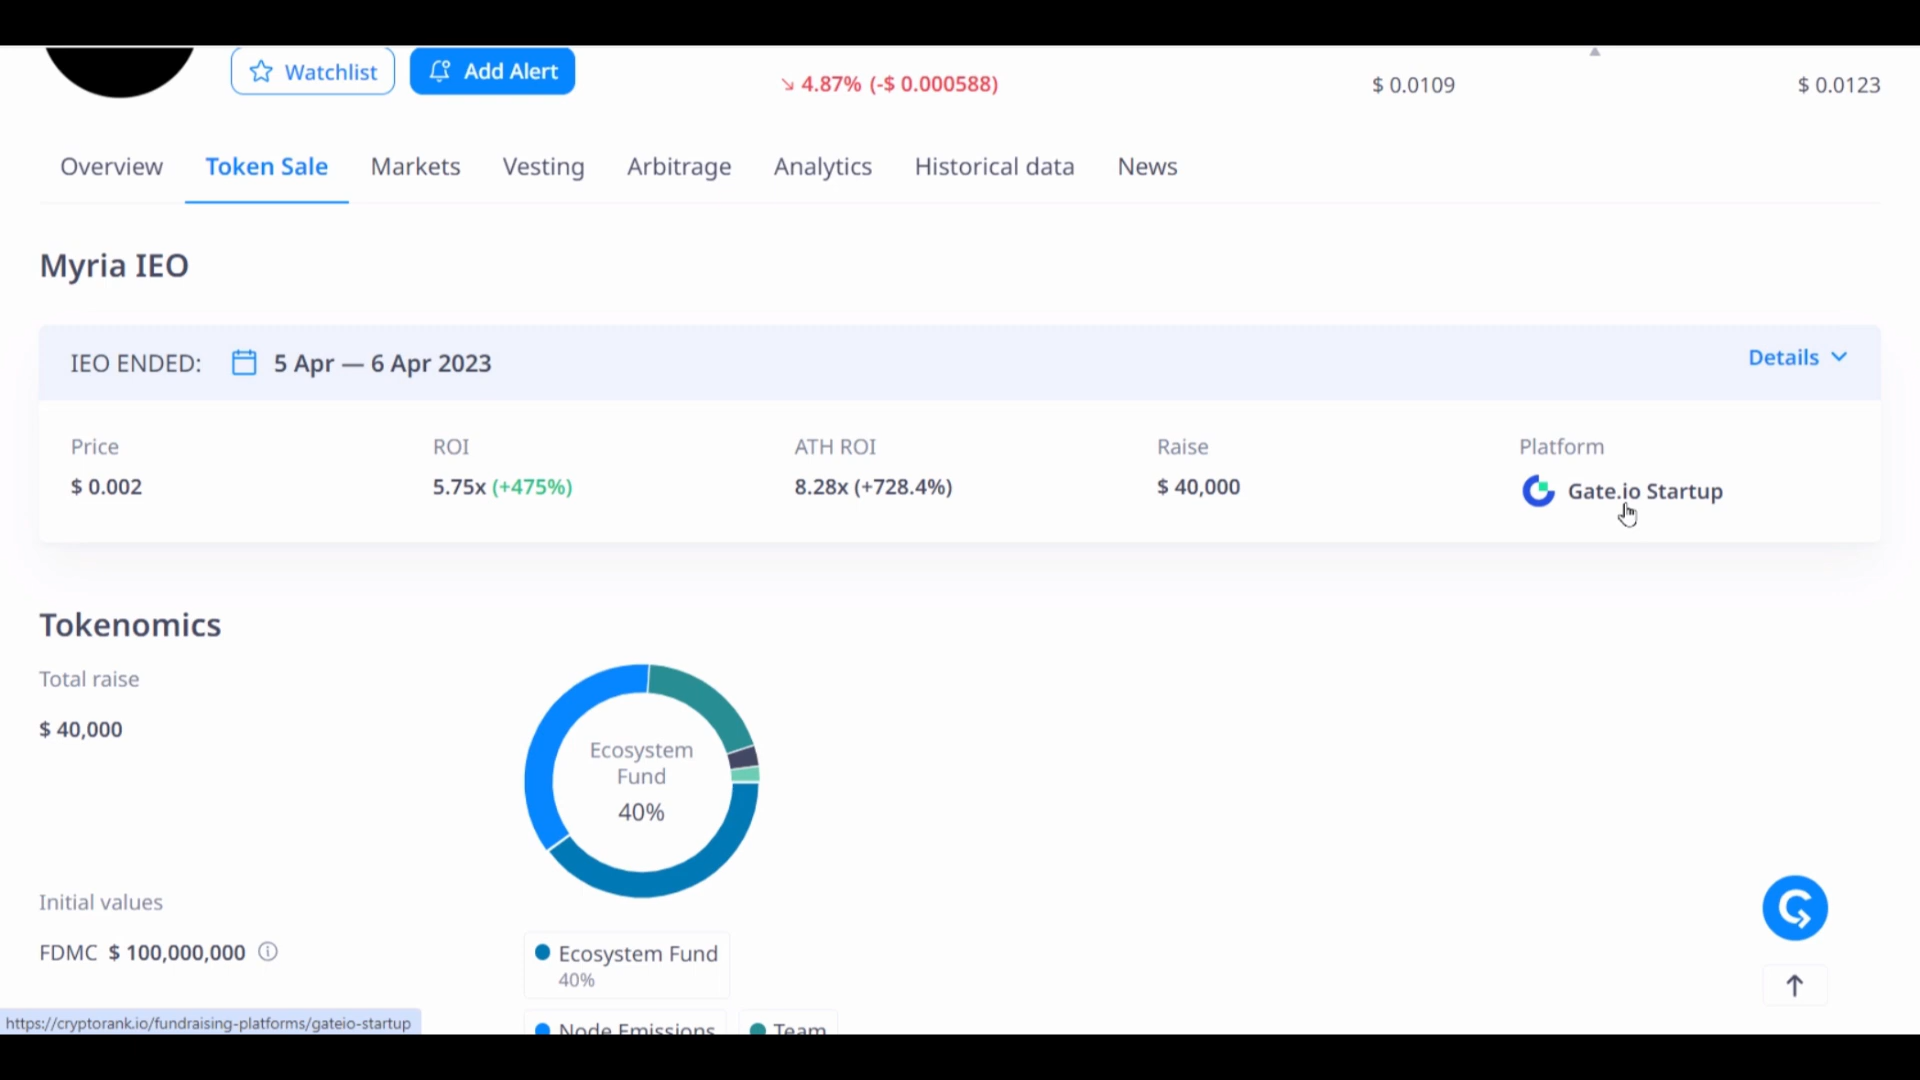 Watchlist
Add Alert
4.87% (-$ 0.000588)
$ 0.0109
$ 0.0123
Overview
Token Sale
Markets
Vesting
Arbitrage
Analytics
Historical data
News
Myria IEO
IEO ENDED:
5 Apr — 6 Apr 2023
Details
Price
ROI
ATH ROI
Raise
Platform
$ 0.002
5.75x (+475%)
8.28x (+728.4%)
$ 40,000
Gate.io Startup
Tokenomics
Total raise
$ 40,000
Ecosystem
Fund
40%
Initial values
FDMC $ 100,000,000
Ecosystem Fund
40%
Node Emissions
Team
https://cryptorank.io/fundraising-platforms/gateio-startup